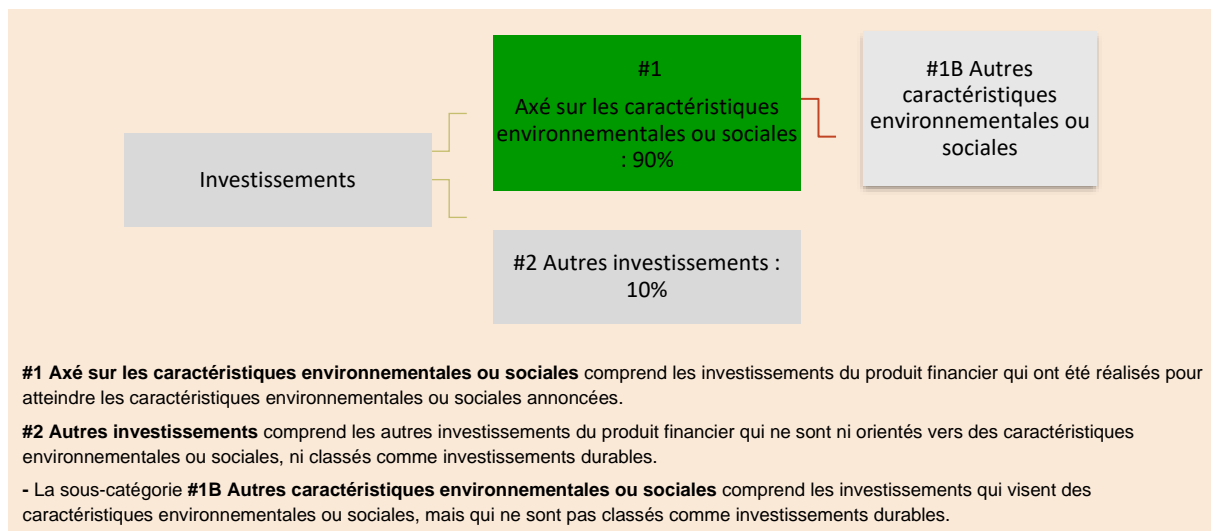 Investissements
#1
Axé sur les caractéristiques
environnementales ou sociales
: 90%
#1B Autres
caractéristiques
environnementales ou
sociales
#2 Autres investissements :
10%
#1 Axé sur les caractéristiques environnementales ou sociales comprend les investissements du produit financier qui ont été réalisés pour
atteindre les caractéristiques environnementales ou sociales annoncées.
#2 Autres investissements comprend les autres investissements du produit financier qui ne sont ni orientés vers des caractéristiques
environnementales ou sociales, ni classés comme investissements durables.
- La sous-catégorie #1B Autres caractéristiques environnementales ou sociales comprend les investissements qui visent des
caractéristiques environnementales ou sociales, mais qui ne sont pas classés comme investissements durables.